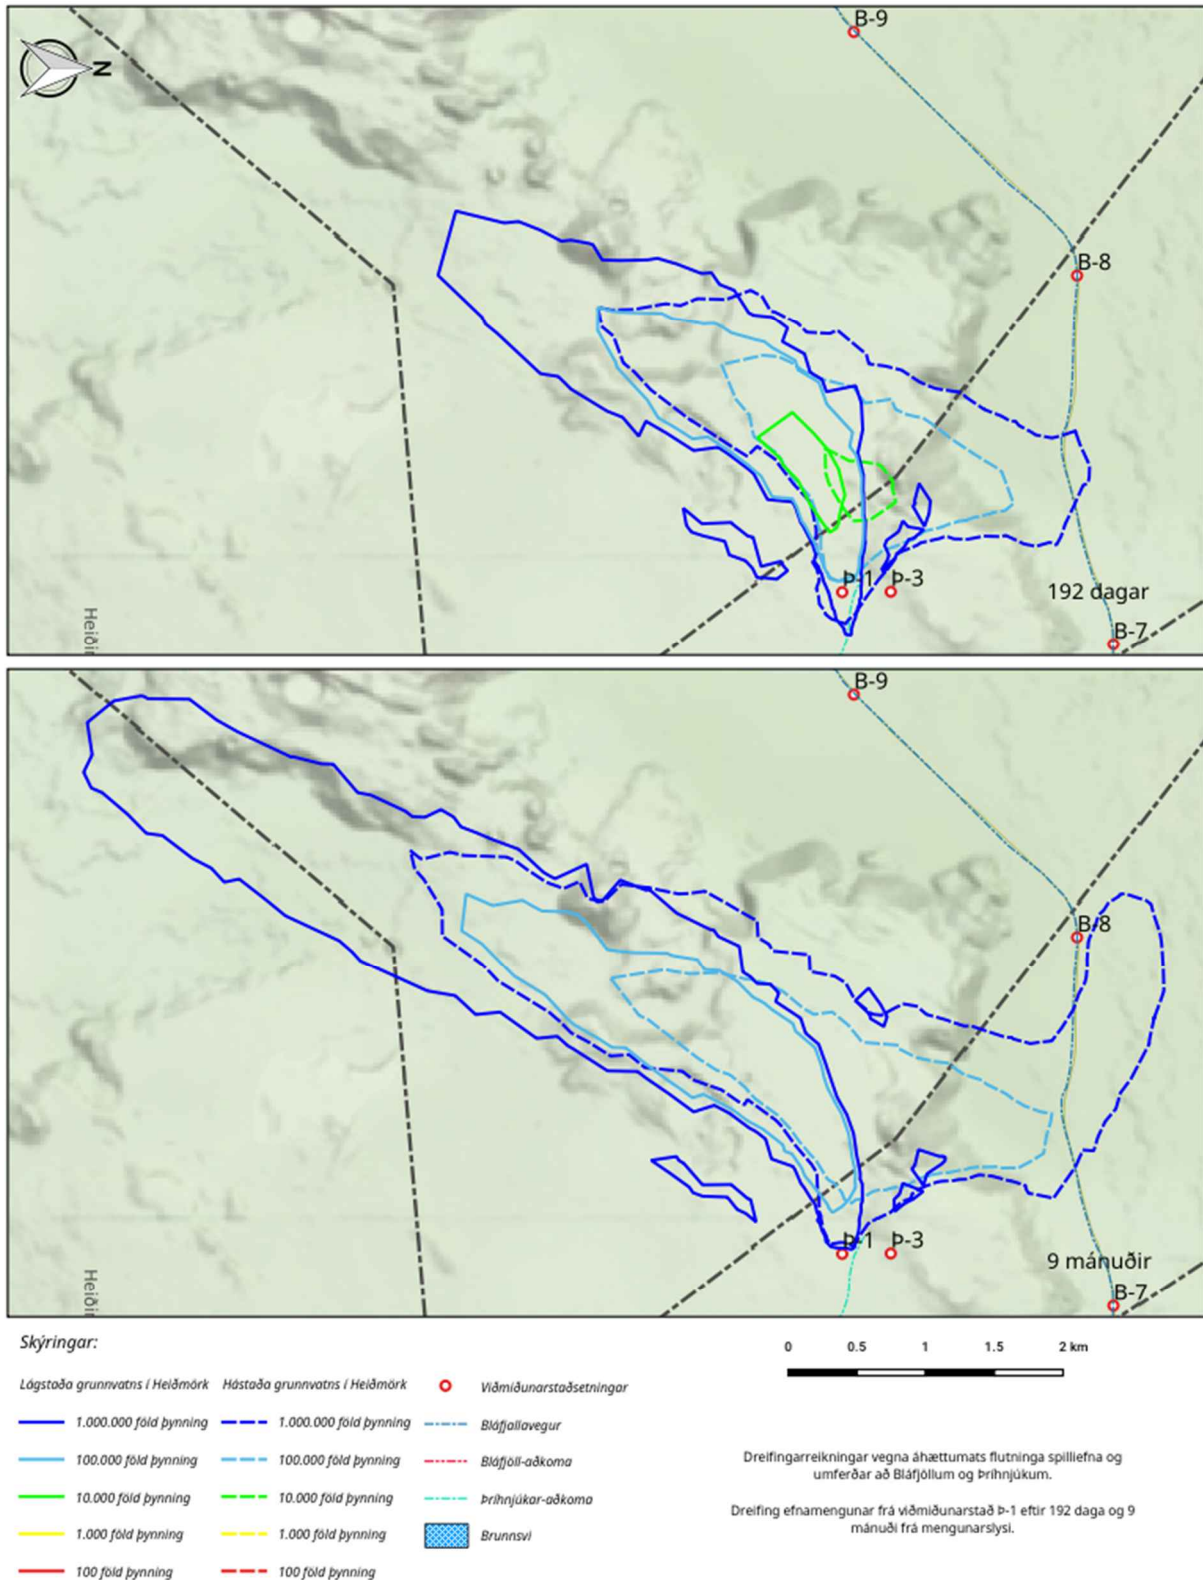 B-9
N
B-8
Þ-1
Þ-3
192 dagar
B-7
Heiðir
B-9
B-8
Þ-1
Þ-3
9 mánuðir
B-7
Heiðir
Skýringar:
0 0.5 1 1.5 2 km
Lágstaða grunnvatns í Heiðmörk
1.000.000 föld þynning
100.000 föld þynning
10.000 föld þynning
1.000 föld þynning
100 föld þynning
Hástaða grunnvatns í Heiðmörk
1.000.000 föld þynning
100.000 föld þynning
10.000 föld þynning
1.000 föld þynning
100 föld þynning
Viðmiðunarstaðsetningar
Bláfjallavegur
Bláfjöll-aðkoma
Þríhnjúkar-aðkoma
Brunnsvi
Dreifingarreikningar vegna áhættumats flutninga spilliefna og
umferðar að Bláfjöllum og Þríhnjúkum.
Dreifing efnamengunar frá viðmiðunarstað Þ-1 eftir 192 daga og 9
mánuði frá mengunarslysi.